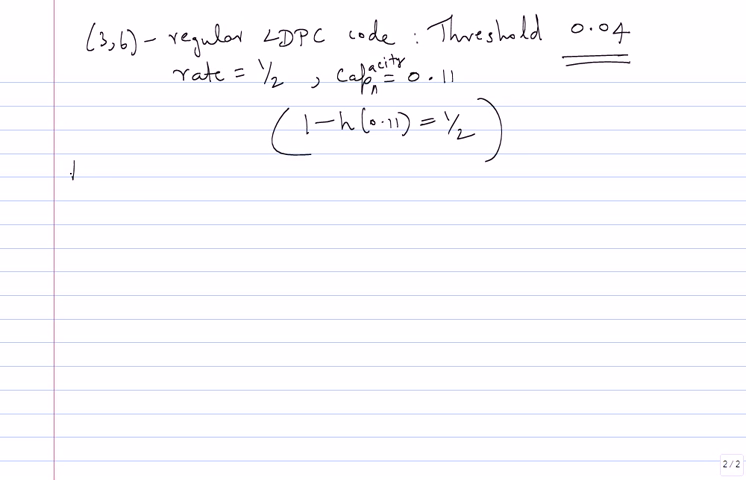 (3,6) - regular LDPC code : Threshold 0.04
rate = 1/2 , capacity = 0.11
(1 - h(0.11) = 1/2)
2 / 2